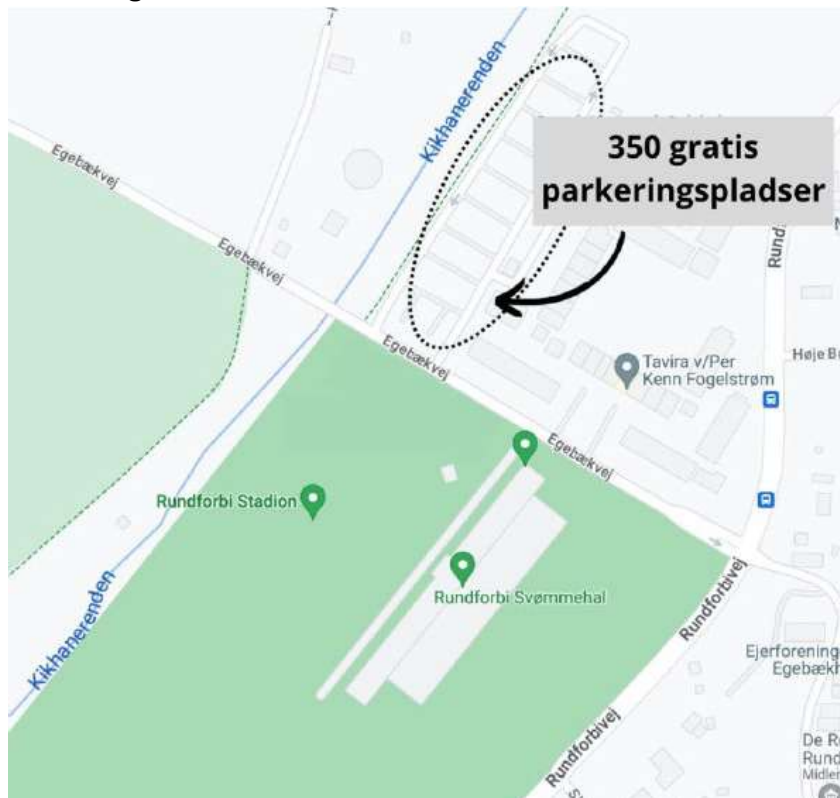 Kikhanerenden
350 gratis
parkeringspladser
Egebækvej
Egebækvej
Egebækvej
Tavira v/Per
Kenn Fogelstrøm
Egebækvej
Rundforbi Stadion
Rundforbi Svømmehal
Kikhanerenden
Rundforbivej
Rundforbivej
Ejerforening
De R